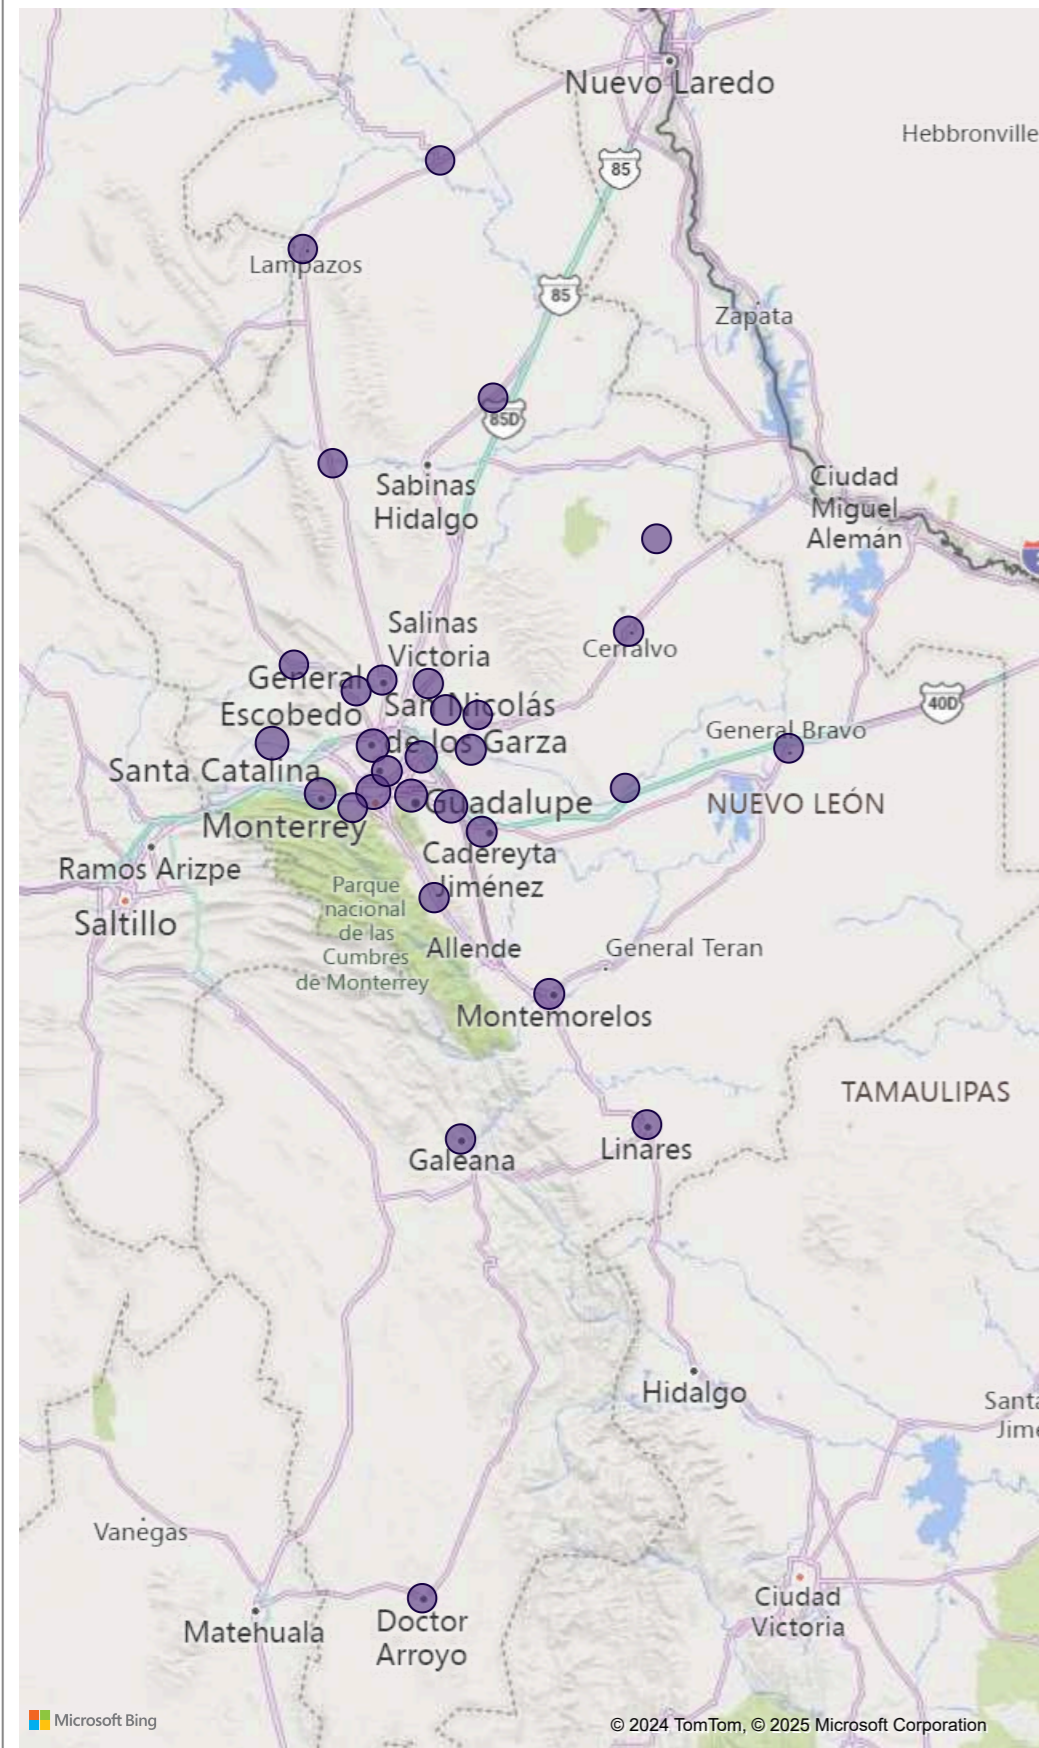 Nuevo Laredo
Hebbronville
85
Lampazos
85
Zapata
85D
Sabinas
Hidalgo
Ciudad
Miguel
Alemán
Salinas
Victoria
Cerralvo
General
Escobedo
San Nicolás
de los Garza
40D
General Bravo
Santa Catalina
NUEVO LEÓN
Guadalupe
Monterrey
Cadereyta
Jiménez
Ramos Arizpe
Saltillo
Parque
nacional
de las
Cumbres
de Monterrey
Allende
General Teran
Montemorelos
TAMAULIPAS
Galeana
Linares
Hidalgo
Santa
Jim
Vanegas
Matehuala
Doctor
Arroyo
Ciudad
Victoria
Microsoft Bing
© 2024 TomTom, © 2025 Microsoft Corporation